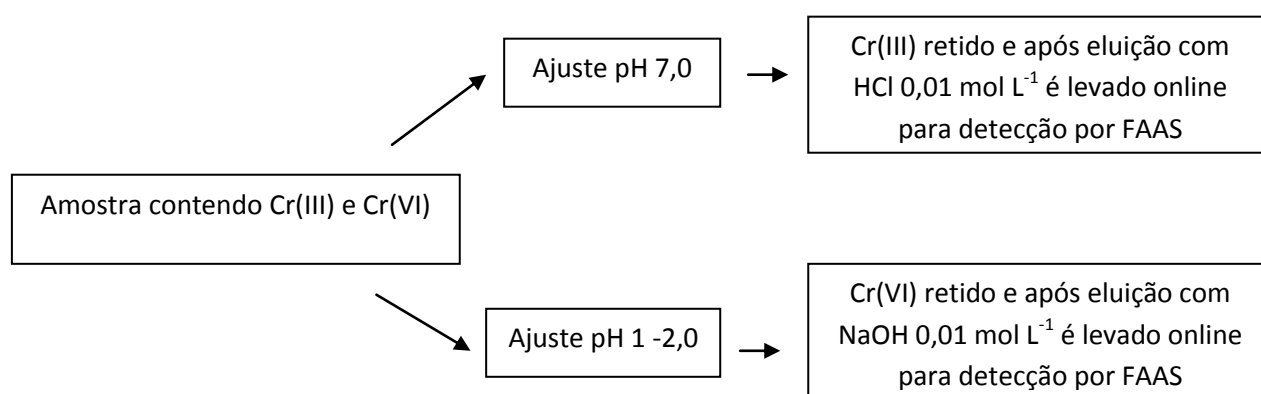 Amostra contendo Cr(III) e Cr(VI)
Ajuste pH 7,0
Cr(III) retido e após eluição com
HCl 0,01 mol L⁻¹ é levado online
para detecção por FAAS
Ajuste pH 1 -2,0
Cr(VI) retido e após eluição com
NaOH 0,01 mol L⁻¹ é levado online
para detecção por FAAS